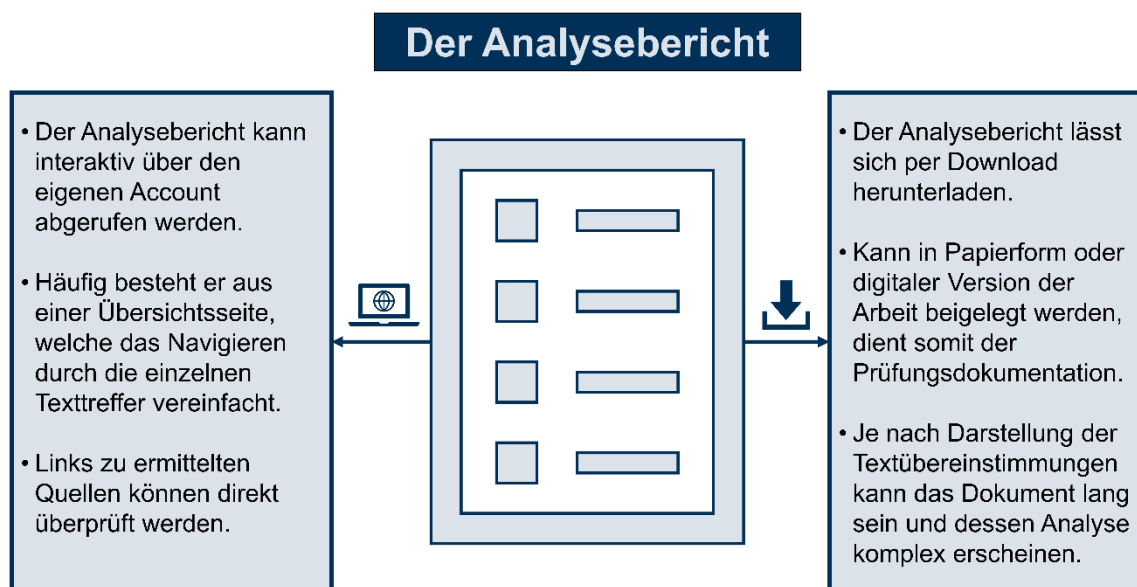 Der Analysebericht
• Der Analysebericht kann
interaktiv über den
eigenen Account
abgerufen werden.
• Häufig besteht er aus
einer Übersichtsseite,
welche das Navigieren
durch die einzelnen
Texttreffer vereinfacht.
• Links zu ermittelten
Quellen können direkt
überprüft werden.
• Der Analysebericht lässt
sich per Download
herunterladen.
• Kann in Papierform oder
digitaler Version der
Arbeit beigelegt werden,
dient somit der
Prüfungsdokumentation.
• Je nach Darstellung der
Textübereinstimmungen
kann das Dokument lang
sein und dessen Analyse
komplex erscheinen.